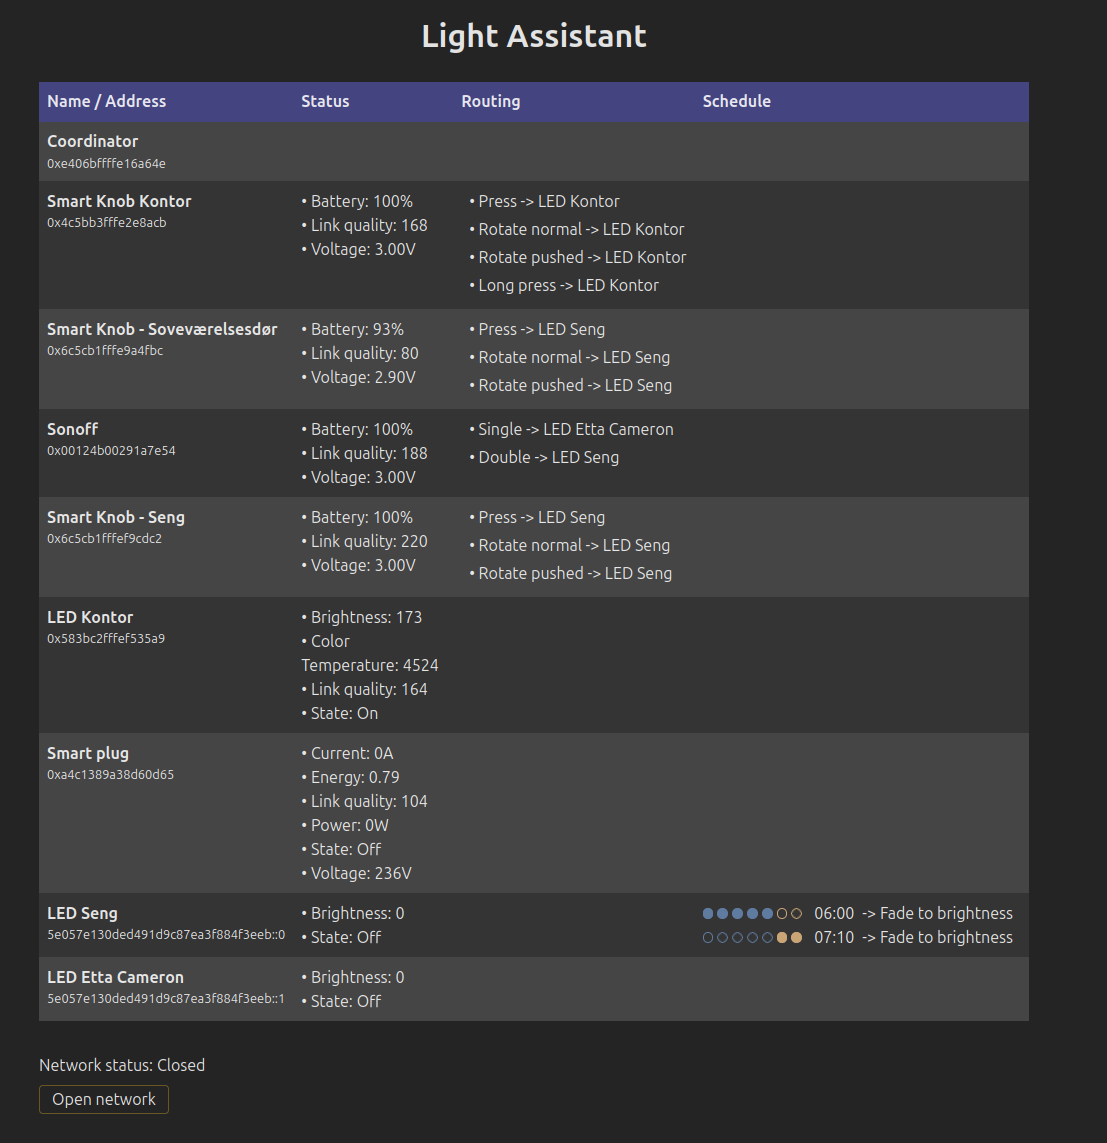 Light Assistant
Name / Address Status Routing Schedule
Coordinator
0xe406bffffe16a64e
Smart Knob Kontor
0x4c5bb3fffe2e8acb
• Battery: 100%
• Link quality: 168
• Voltage: 3.00V
• Press -> LED Kontor
• Rotate normal -> LED Kontor
• Rotate pushed -> LED Kontor
• Long press -> LED Kontor
Smart Knob - Soveværelsesdør
0x6c5cb1fffe9a4fbc
• Battery: 93%
• Link quality: 80
• Voltage: 2.90V
• Press -> LED Seng
• Rotate normal -> LED Seng
• Rotate pushed -> LED Seng
Sonoff
0x00124b00291a7e54
• Battery: 100%
• Link quality: 188
• Voltage: 3.00V
• Single -> LED Etta Cameron
• Double -> LED Seng
Smart Knob - Seng
0x6c5cb1fffef9cdc2
• Battery: 100%
• Link quality: 220
• Voltage: 3.00V
• Press -> LED Seng
• Rotate normal -> LED Seng
• Rotate pushed -> LED Seng
LED Kontor
0x583bc2fffef535a9
• Brightness: 173
• Color
Temperature: 4524
• Link quality: 164
• State: On
Smart plug
0xa4c1389a38d60d65
• Current: 0A
• Energy: 0.79
• Link quality: 104
• Power: 0W
• State: Off
• Voltage: 236V
LED Seng
5e057e130ded491d9c87ea3f884f3eeb::0
• Brightness: 0
• State: Off
06:00 -> Fade to brightness
07:10 -> Fade to brightness
LED Etta Cameron
5e057e130ded491d9c87ea3f884f3eeb::1
• Brightness: 0
• State: Off
Network status: Closed
Open network